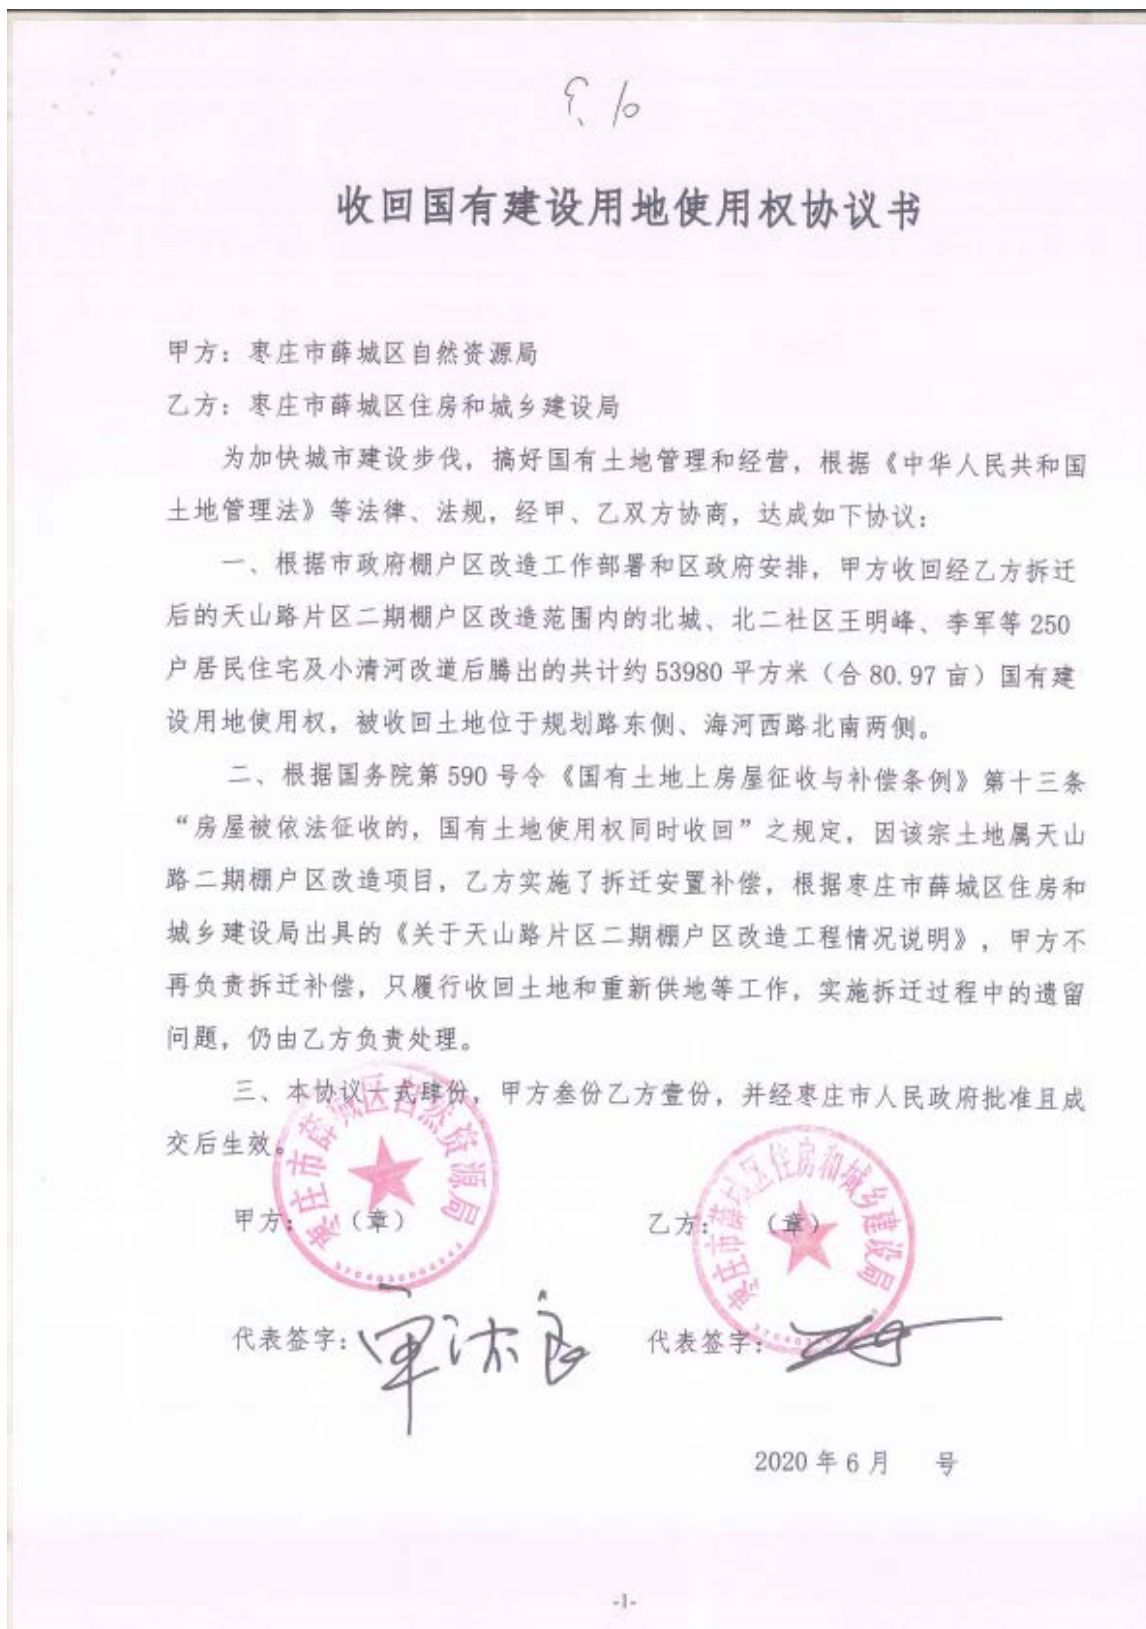 收回国有建设用地使用权协议书
甲方：枣庄市薛城区自然资源局
乙方：枣庄市薛城区住房和城乡建设局
为加快城市建设步伐，搞好国有土地管理和经营，根据《中华人民共和国
土地管理法》等法律、法规，经甲、乙双方协商，达成如下协议：
一、根据市政府棚户区改造工作部署和区政府安排，甲方收回经乙方拆迁
后的天山路片区二期棚户区改造范围内的北城、北二社区王明峰、李军等250
户居民住宅及小清河改道后腾出的共计约53980平方米（合80.97亩）国有建
设用地使用权，被收回土地位于规划路东侧、海河西路北南两侧。
二、根据国务院第590号令《国有土地上房屋征收与补偿条例》第十三条
“房屋被依法征收的，国有土地使用权同时收回”之规定，因该宗土地属天山
路二期棚户区改造项目，乙方实施了拆迁安置补偿，根据枣庄市薛城区住房和
城乡建设局出具的《关于天山路片区二期棚户区改造工程情况说明》，甲方不
再负责拆迁补偿，只履行收回土地和重新供地等工作，实施拆迁过程中的遗留
问题，仍由乙方负责处理。
三、本协议一式肆份，甲方叁份乙方壹份，并经枣庄市人民政府批准且成
交后生效。
枣庄市薛城区自然资源局
枣庄市薛城区住房和城乡建设局
甲方：（章） 乙方：（章）
代表签字： 代表签字：
2020年6月 号
-1-